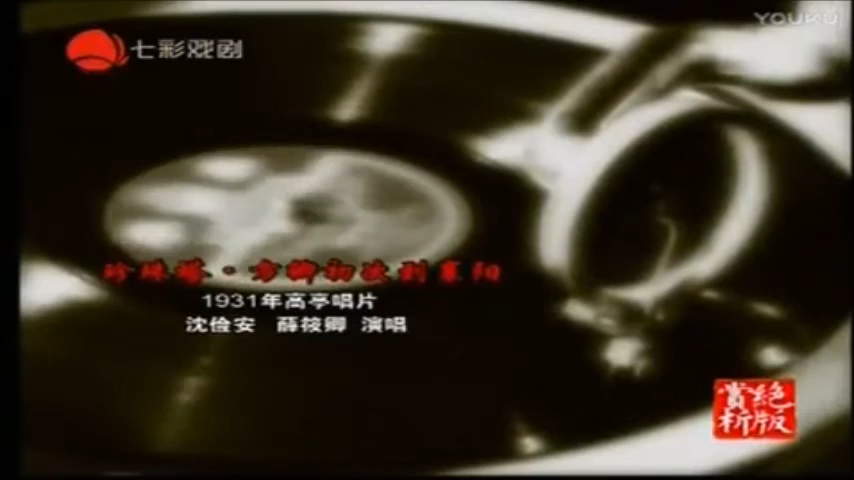 YOUKU
七彩戏剧
珍珠塔·方卿初次到襄阳
1931年高亭唱片
沈俭安 薛筱卿 演唱
绝版
赏析